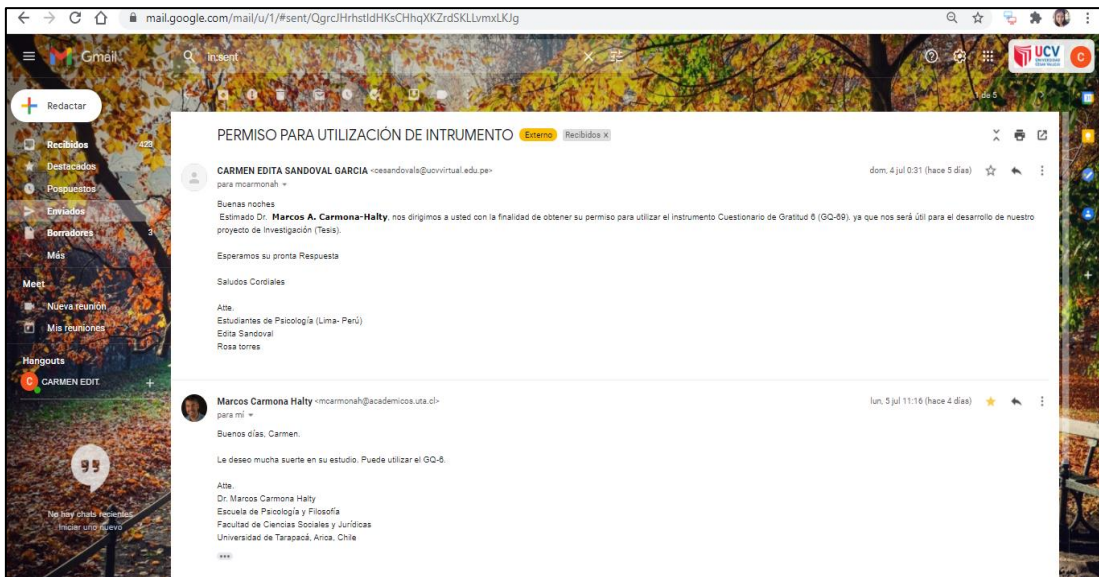 mail.google.com/mail/u/1/#sent/QgrcJHrhstIdHKsCHhqXKZrdSKLLvmxLKJg
Gmail
in:sent
UCV
UNIVERSIDAD
CÉSAR VALLEJO
C
Redactar
1 de 5
Recibidos 423
Destacados
Pospuestos
Enviados
Borradores 3
Más
Meet
Nueva reunión
Mis reuniones
Hangouts
C CARMEN EDIT.
No hay chats recientes
Iniciar uno nuevo
PERMISO PARA UTILIZACIÓN DE INTRUMENTO Externo Recibidos x
CARMEN EDITA SANDOVAL GARCIA <cesandovals@ucvvirtual.edu.pe> dom, 4 jul 0:31 (hace 5 días)
para mcarmonah
Buenas noches
Estimado Dr. Marcos A. Carmona-Halty, nos dirigimos a usted con la finalidad de obtener su permiso para utilizar el instrumento Cuestionario de Gratitud 6 (GQ-69). ya que nos será útil para el desarrollo de nuestro
proyecto de Investigación (Tesis).
Esperamos su pronta Respuesta
Saludos Cordiales
Atte.
Estudiantes de Psicología (Lima- Perú)
Edita Sandoval
Rosa torres
Marcos Carmona Halty <mcarmonah@academicos.uta.cl> lun, 5 jul 11:16 (hace 4 días)
para mí
Buenos días, Carmen.
Le deseo mucha suerte en su estudio. Puede utilizar el GQ-6.
Atte.
Dr. Marcos Carmona Halty
Escuela de Psicología y Filosofía
Facultad de Ciencias Sociales y Jurídicas
Universidad de Tarapacá, Arica, Chile